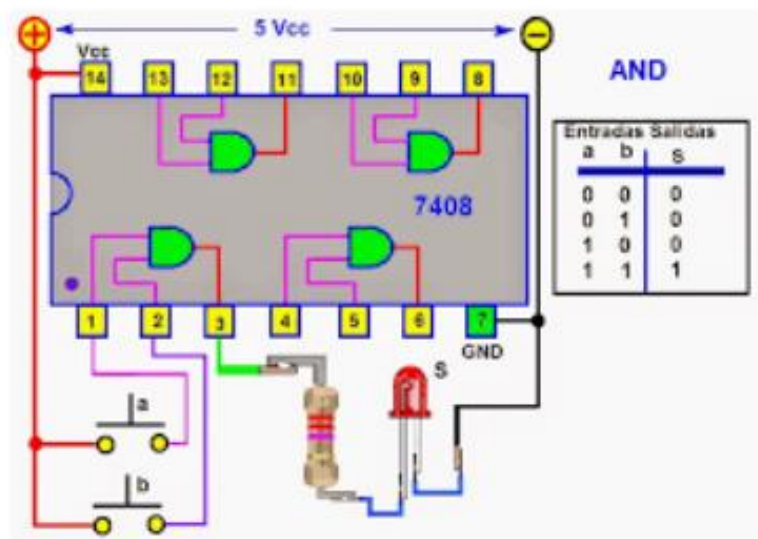 + 5 Vcc −
Vcc
14 13 12 11 10 9 8
AND
7408
1 2 3 4 5 6 7
GND
Entradas Salidas
a b s
0 0 0
0 1 0
1 0 0
1 1 1
S
a
b